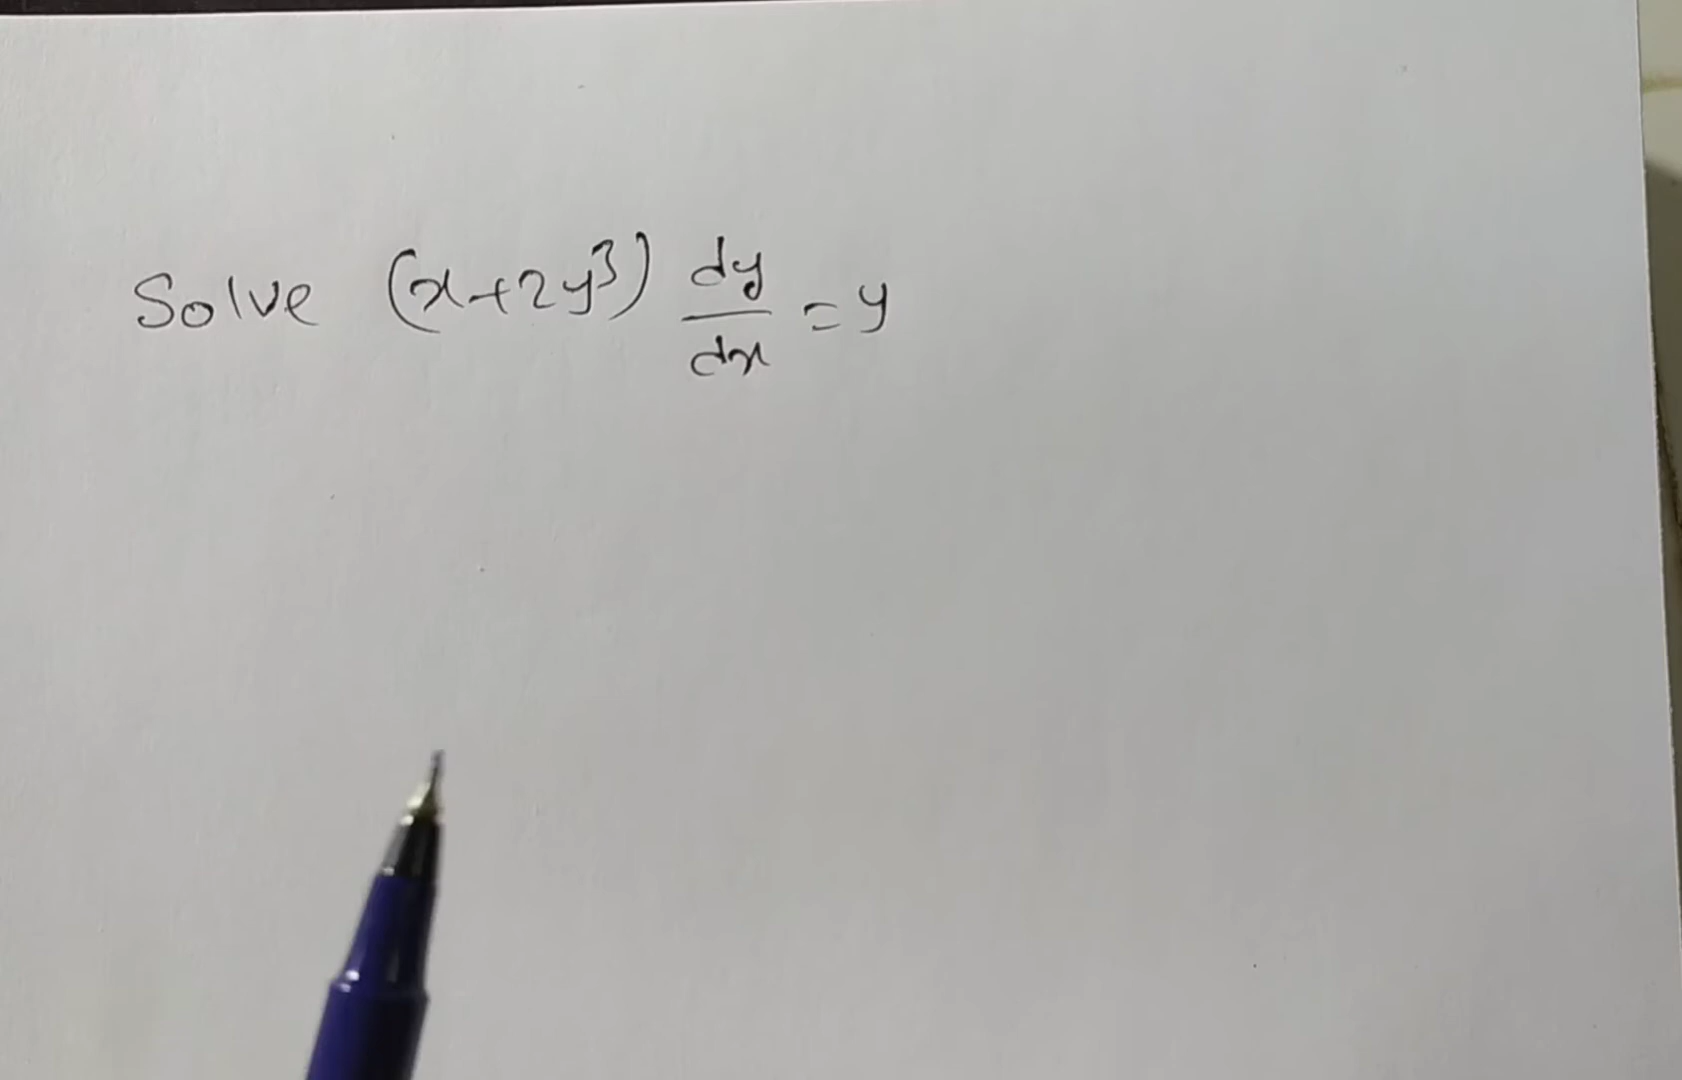 Solve (x+2y³) dy/dx = y